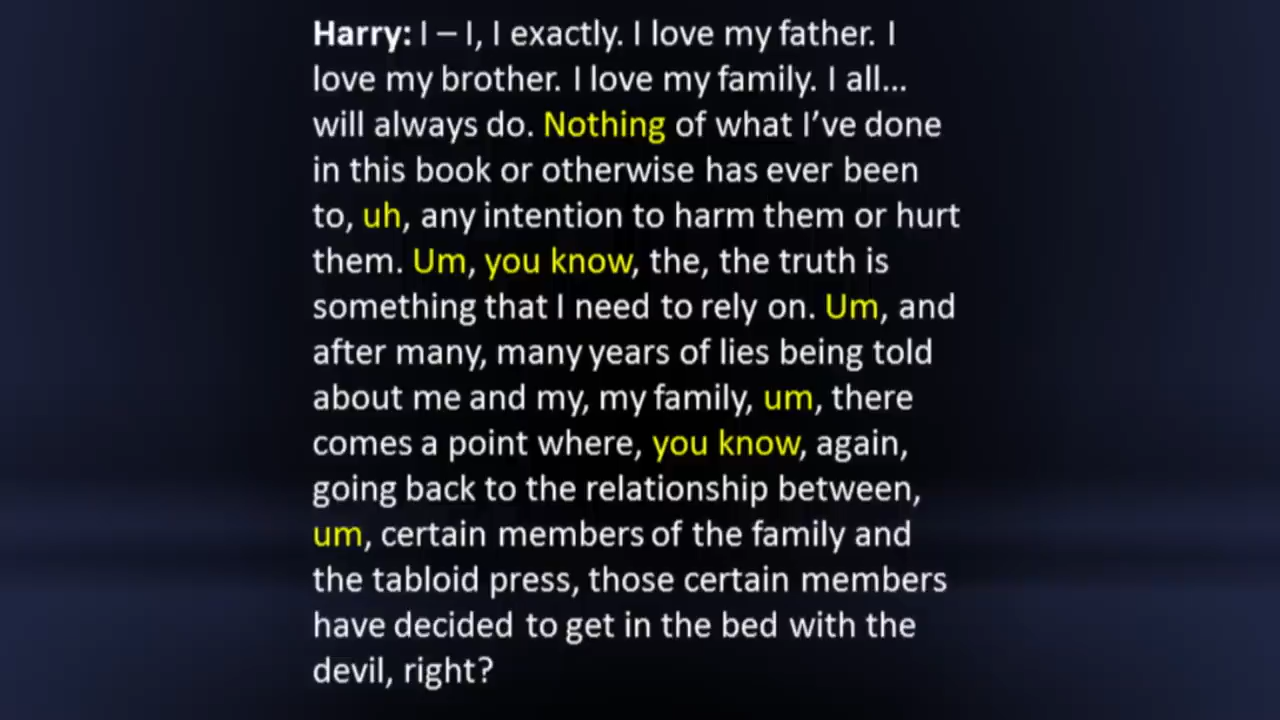 Harry: I – I, I exactly. I love my father. I
love my brother. I love my family. I all...
will always do. Nothing of what I’ve done
in this book or otherwise has ever been
to, uh, any intention to harm them or hurt
them. Um, you know, the, the truth is
something that I need to rely on. Um, and
after many, many years of lies being told
about me and my, my family, um, there
comes a point where, you know, again,
going back to the relationship between,
um, certain members of the family and
the tabloid press, those certain members
have decided to get in the bed with the
devil, right?